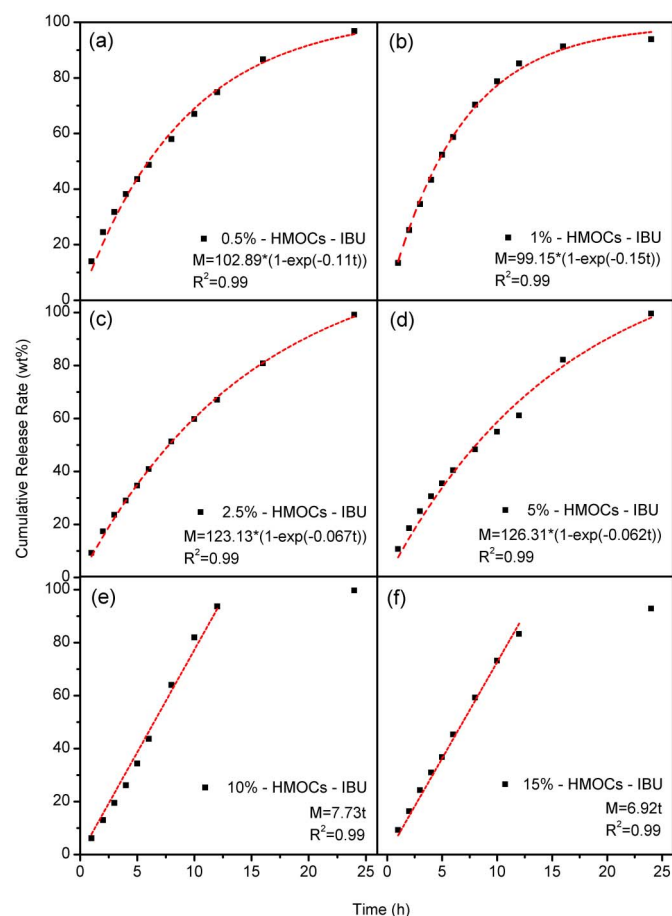 Cumulative Release Rate (wt%)
100
80
60
40
20
0
(a)
0.5% - HMOCs - IBU
M=102.89*(1-exp(-0.11t))
R²=0.99
(b)
1% - HMOCs - IBU
M=99.15*(1-exp(-0.15t))
R²=0.99
100
80
60
40
20
0
(c)
2.5% - HMOCs - IBU
M=123.13*(1-exp(-0.067t))
R²=0.99
(d)
5% - HMOCs - IBU
M=126.31*(1-exp(-0.062t))
R²=0.99
100
80
60
40
20
0
(e)
10% - HMOCs - IBU
M=7.73t
R²=0.99
(f)
15% - HMOCs - IBU
M=6.92t
R²=0.99
0 5 10 15 20 25 0 5 10 15 20 25
Time (h)